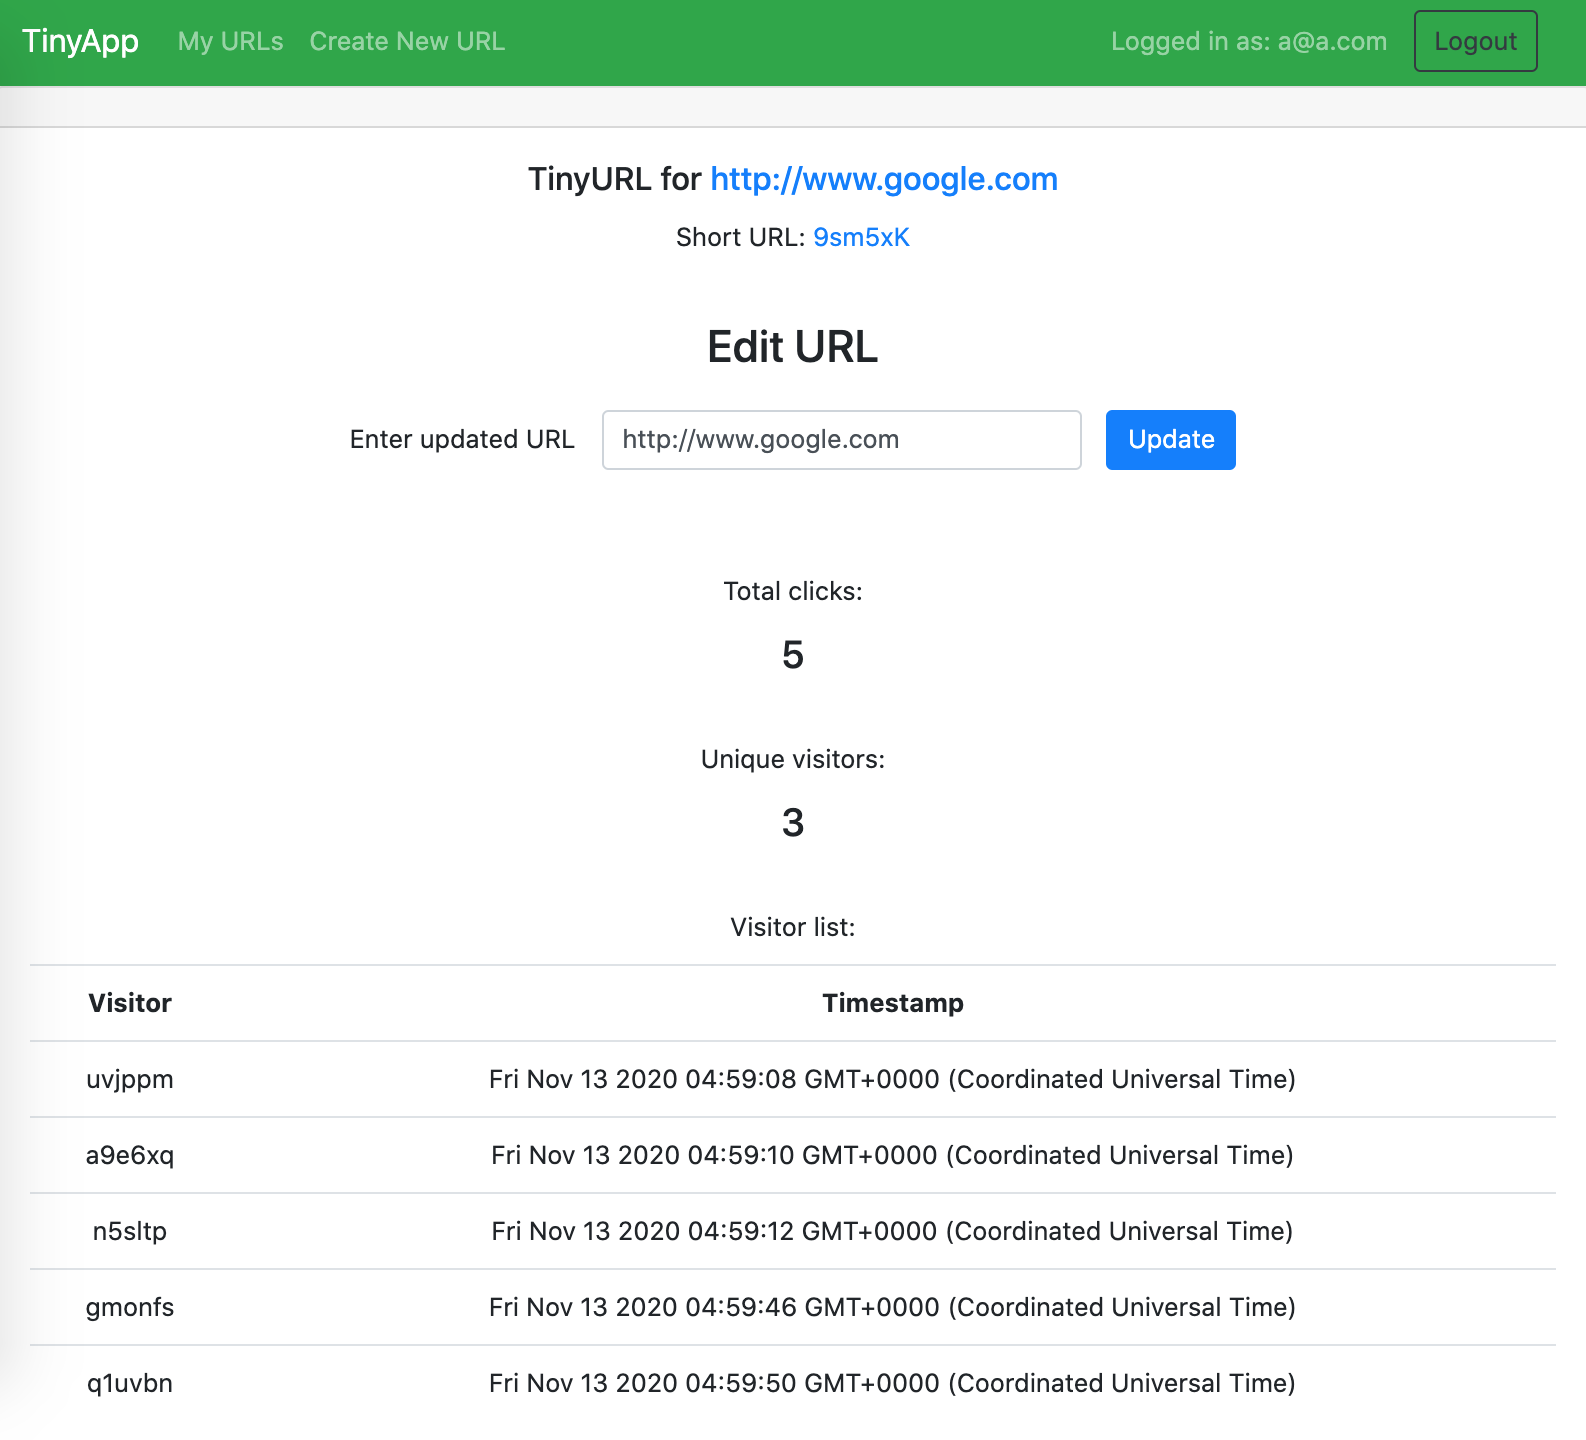 TinyApp My URLs Create New URL Logged in as: a@a.com Logout
TinyURL for http://www.google.com
Short URL: 9sm5xK
Edit URL
Enter updated URL http://www.google.com Update
Total clicks:
5
Unique visitors:
3
Visitor list:
Visitor Timestamp
uvjppm Fri Nov 13 2020 04:59:08 GMT+0000 (Coordinated Universal Time)
a9e6xq Fri Nov 13 2020 04:59:10 GMT+0000 (Coordinated Universal Time)
n5sltp Fri Nov 13 2020 04:59:12 GMT+0000 (Coordinated Universal Time)
gmonfs Fri Nov 13 2020 04:59:46 GMT+0000 (Coordinated Universal Time)
q1uvbn Fri Nov 13 2020 04:59:50 GMT+0000 (Coordinated Universal Time)